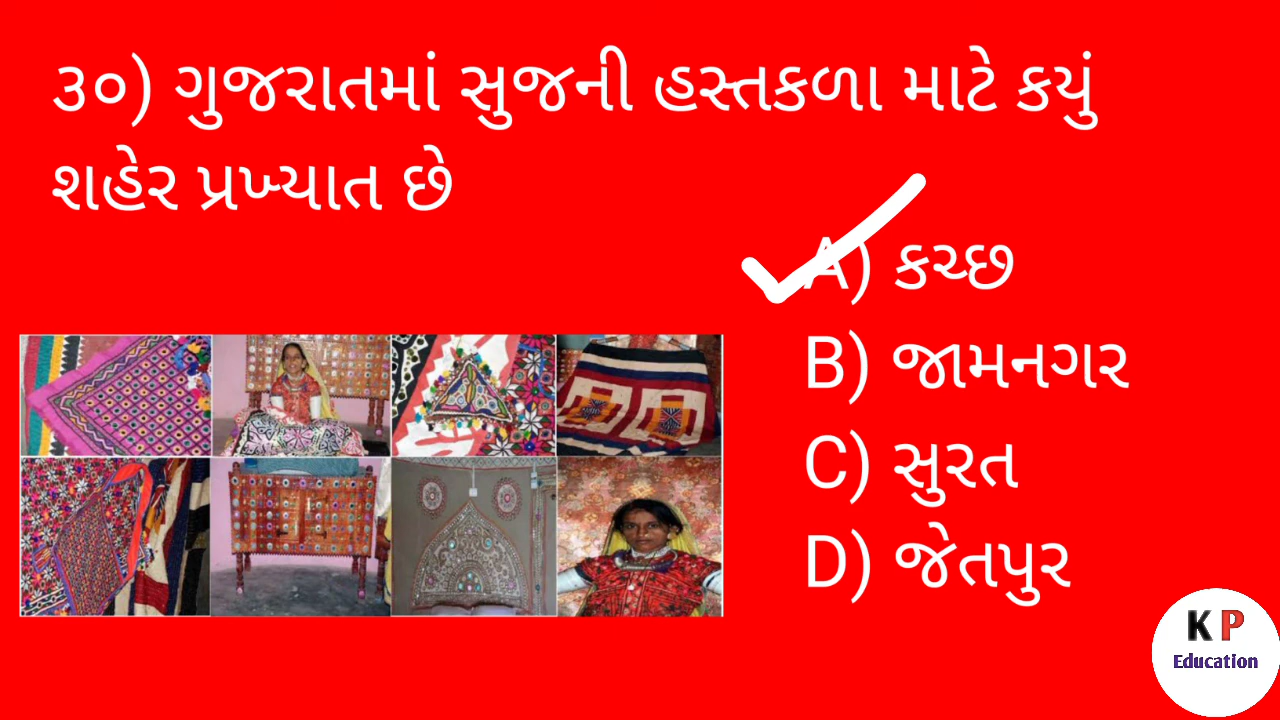 ૩૦) ગુજરાતમાં સુજની હસ્તકળા માટે કયું
શહેર પ્રખ્યાત છે
A) કચ્છ
B) જામનગર
C) સુરત
D) જેતપુર
K P
Education